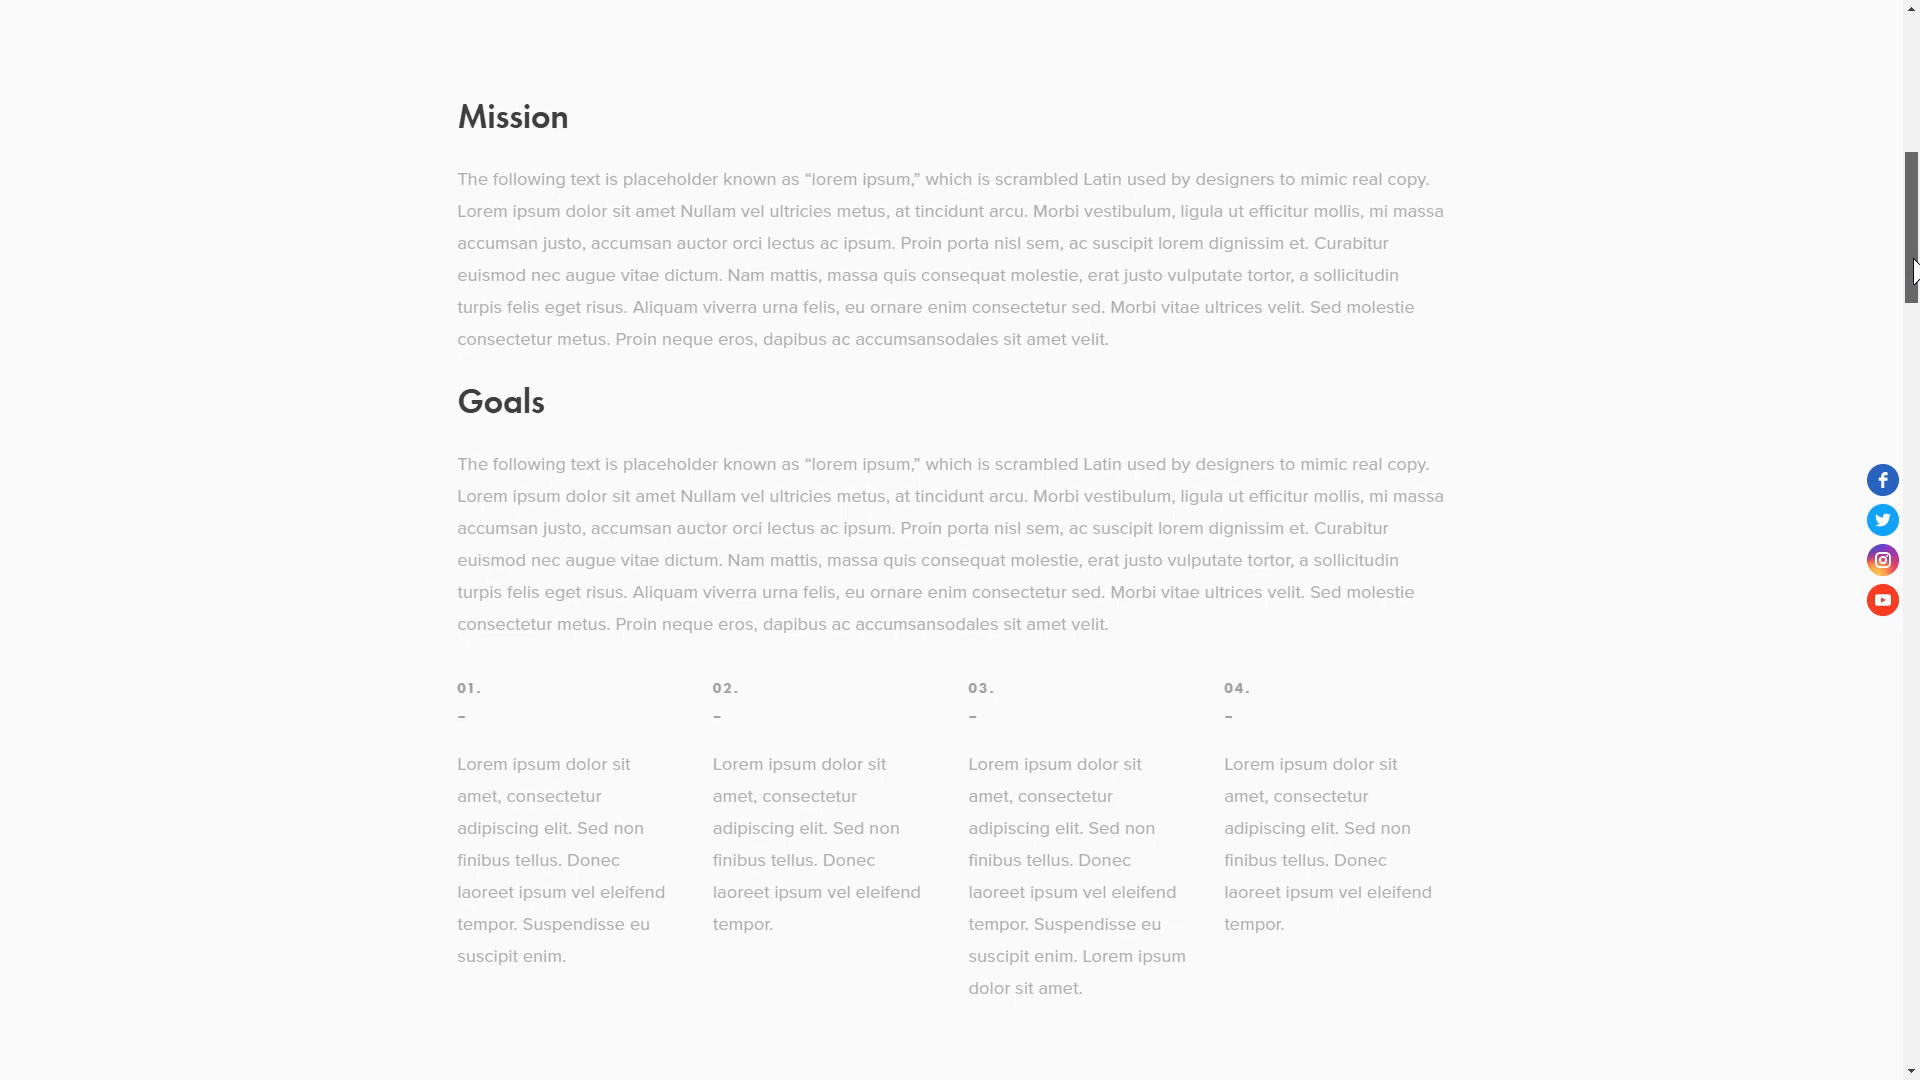 Mission
The following text is placeholder known as “lorem ipsum,” which is scrambled Latin used by designers to mimic real copy.
Lorem ipsum dolor sit amet Nullam vel ultricies metus, at tincidunt arcu. Morbi vestibulum, ligula ut efficitur mollis, mi massa
accumsan justo, accumsan auctor orci lectus ac ipsum. Proin porta nisl sem, ac suscipit lorem dignissim et. Curabitur
euismod nec augue vitae dictum. Nam mattis, massa quis consequat molestie, erat justo vulputate tortor, a sollicitudin
turpis felis eget risus. Aliquam viverra urna felis, eu ornare enim consectetur sed. Morbi vitae ultrices velit. Sed molestie
consectetur metus. Proin neque eros, dapibus ac accumsansodales sit amet velit.
Goals
The following text is placeholder known as “lorem ipsum,” which is scrambled Latin used by designers to mimic real copy.
Lorem ipsum dolor sit amet Nullam vel ultricies metus, at tincidunt arcu. Morbi vestibulum, ligula ut efficitur mollis, mi massa
accumsan justo, accumsan auctor orci lectus ac ipsum. Proin porta nisl sem, ac suscipit lorem dignissim et. Curabitur
euismod nec augue vitae dictum. Nam mattis, massa quis consequat molestie, erat justo vulputate tortor, a sollicitudin
turpis felis eget risus. Aliquam viverra urna felis, eu ornare enim consectetur sed. Morbi vitae ultrices velit. Sed molestie
consectetur metus. Proin neque eros, dapibus ac accumsansodales sit amet velit.
01.
–
Lorem ipsum dolor sit
amet, consectetur
adipiscing elit. Sed non
finibus tellus. Donec
laoreet ipsum vel eleifend
tempor. Suspendisse eu
suscipit enim.
02.
–
Lorem ipsum dolor sit
amet, consectetur
adipiscing elit. Sed non
finibus tellus. Donec
laoreet ipsum vel eleifend
tempor.
03.
–
Lorem ipsum dolor sit
amet, consectetur
adipiscing elit. Sed non
finibus tellus. Donec
laoreet ipsum vel eleifend
tempor. Suspendisse eu
suscipit enim. Lorem ipsum
dolor sit amet.
04.
–
Lorem ipsum dolor sit
amet, consectetur
adipiscing elit. Sed non
finibus tellus. Donec
laoreet ipsum vel eleifend
tempor.